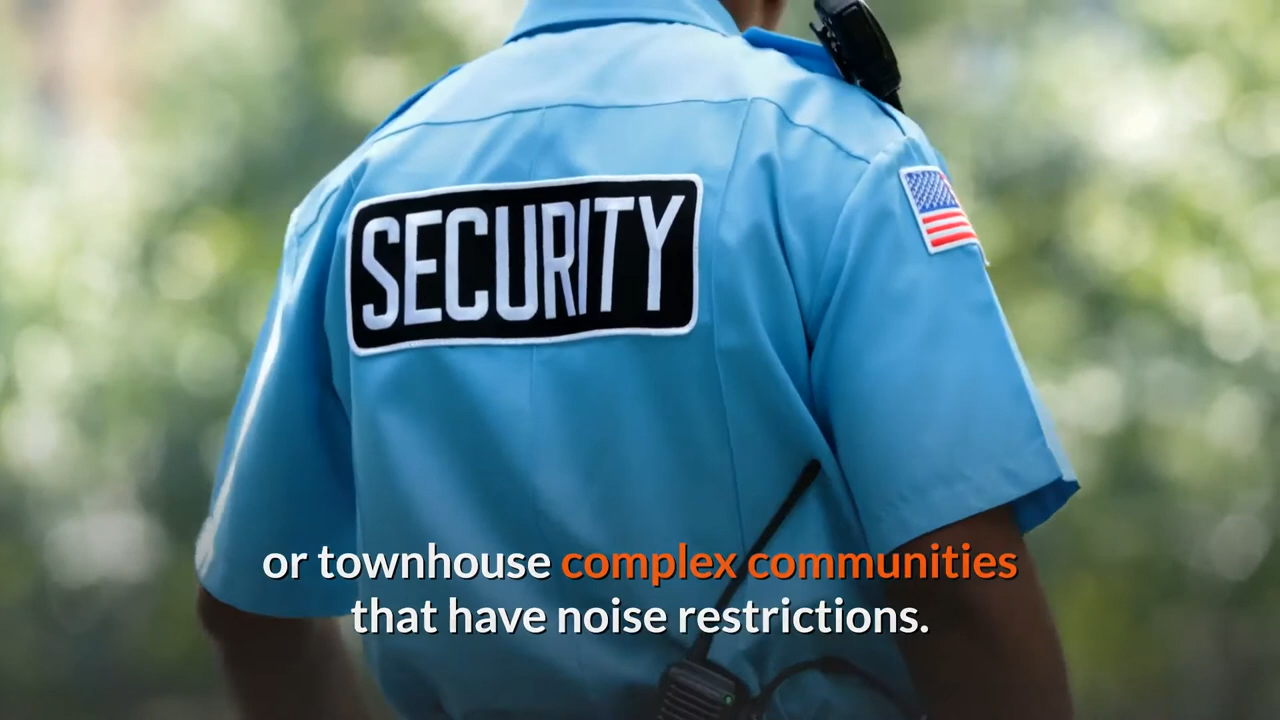 SECURITY
or townhouse complex communities
that have noise restrictions.